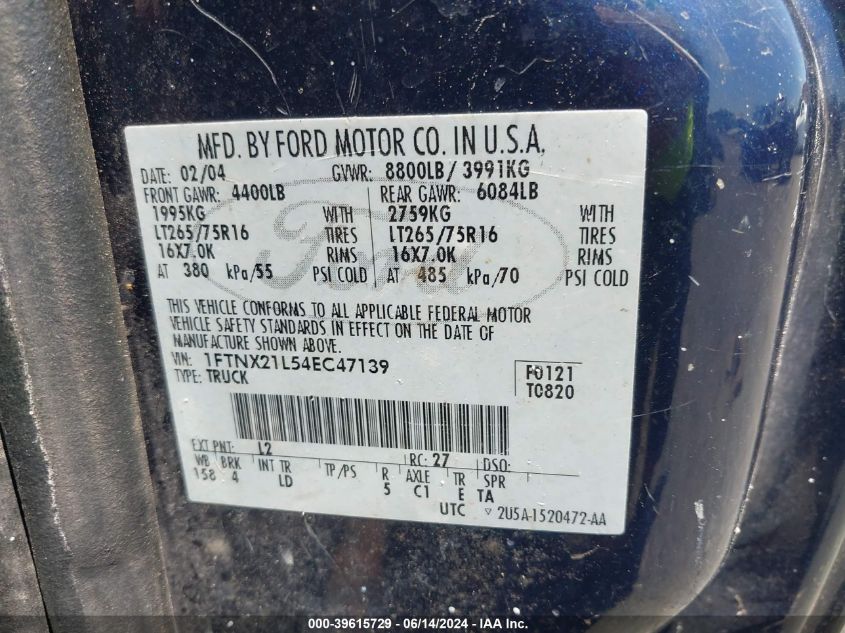 MFD. BY FORD MOTOR CO. IN U.S.A.
DATE: 02/04 GVWR: 8800LB/ 3991KG
FRONT GAWR: 4400LB REAR GAWR: 6084LB
1995KG WITH 2759KG WITH
LT265/75R16 TIRES LT265/75R16 TIRES
16X7.0K RIMS 16X7.0K RIMS
AT 380 kPa/55 PSI COLD AT 485 kPa/70 PSI COLD
Ford
THIS VEHICLE CONFORMS TO ALL APPLICABLE FEDERAL MOTOR
VEHICLE SAFETY STANDARDS IN EFFECT ON THE DATE OF
MANUFACTURE SHOWN ABOVE.
VIN: 1FTNX21L54EC47139
TYPE: TRUCK
F0121
T0820
EXT PNT: L2 RC: 27 DSO:
WB BRK INT TR TP/PS R AXLE TR SPR
158 4 LD 5 C1 E TA
UTC ▽ 2U5A-1520472-AA
000-39615729 - 06/14/2024 - IAAI.com